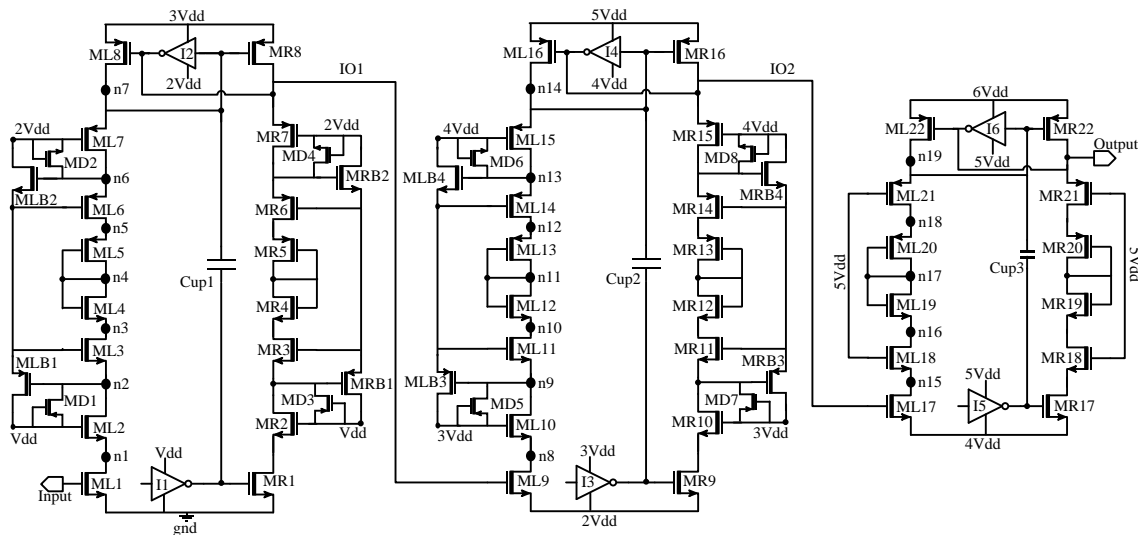 3Vdd
ML8
I2
MR8
2Vdd
n7
IO1
2Vdd
ML7
MD2
MLB2
n6
ML6
n5
ML5
n4
ML4
n3
ML3
MLB1
n2
MD1
Vdd
ML2
n1
Input
ML1
Vdd
I1
gnd
Cup1
MR7
2Vdd
MD4
MRB2
MR6
MR5
MR4
MR3
MRB1
MD3
MR2
Vdd
MR1
5Vdd
ML16
I4
MR16
4Vdd
n14
IO2
4Vdd
ML15
MD6
MLB4
n13
ML14
n12
ML13
n11
ML12
n10
ML11
MLB3
n9
MD5
3Vdd
ML10
n8
ML9
3Vdd
I3
2Vdd
Cup2
MR15
4Vdd
MD8
MRB4
MR14
MR13
MR12
MR11
MRB3
MD7
MR10
3Vdd
MR9
6Vdd
ML22
I6
MR22
5Vdd
Output
n19
ML21
n18
ML20
n17
ML19
n16
ML18
n15
ML17
5Vdd
Cup3
MR21
MR20
MR19
MR18
5Vdd
5Vdd
I5
MR17
4Vdd